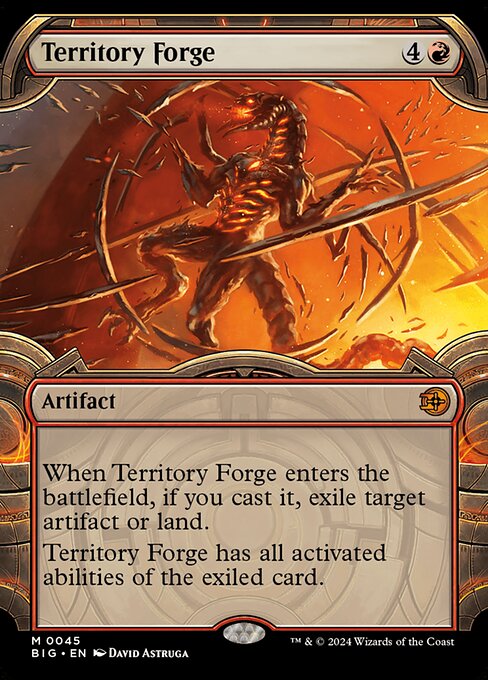 Territory Forge 4
Artifact
When Territory Forge enters the
battlefield, if you cast it, exile target
artifact or land.
Territory Forge has all activated
abilities of the exiled card.
M 0045
BIG • EN DAVID ASTRUGA
™ & © 2024 Wizards of the Coast